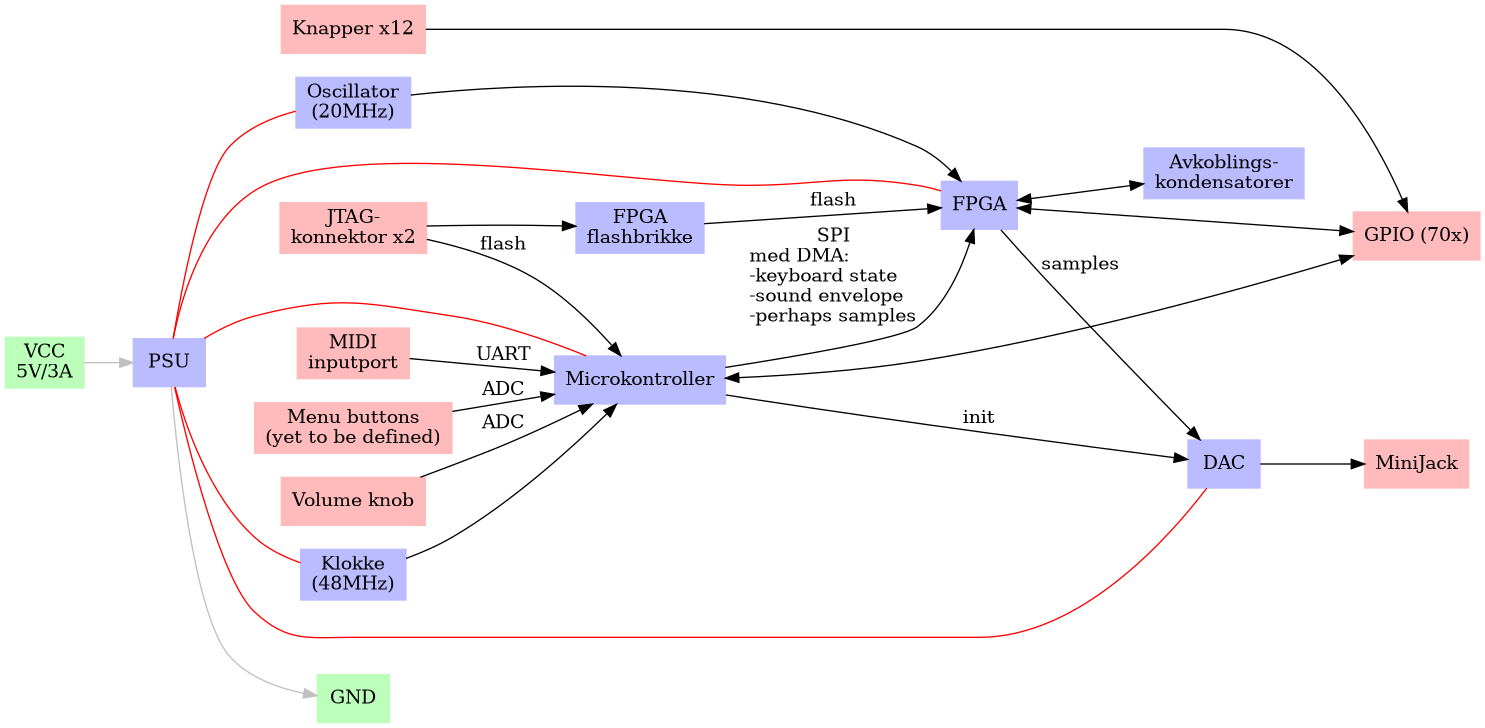 Knapper x12
Oscillator
(20MHz)
Avkoblings-
kondensatorer
FPGA
JTAG-
konnektor x2
FPGA
flashbrikke
flash
GPIO (70x)
flash
SPI
med DMA:
-keyboard state
-sound envelope
-perhaps samples
samples
VCC
5V/3A
PSU
MIDI
inputport
UART
Microkontroller
Menu buttons
(yet to be defined)
ADC
ADC
init
Volume knob
DAC
MiniJack
Klokke
(48MHz)
GND